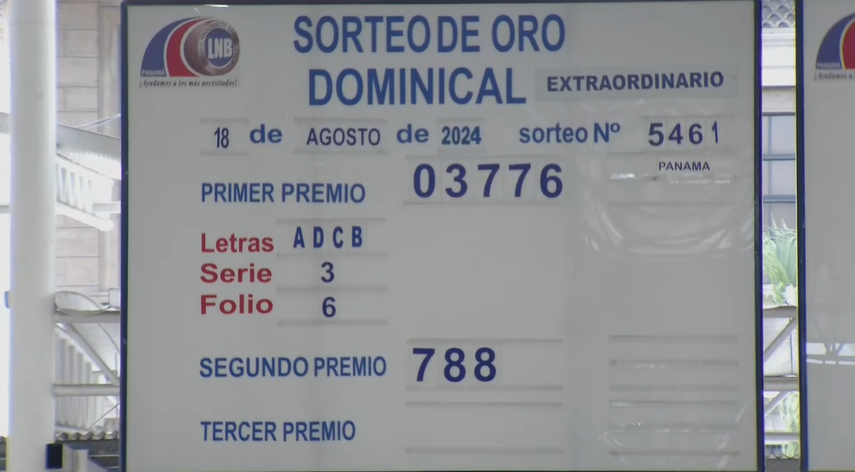 LNB
PANAMA
¡Ayudamos a los más necesitados!
SORTEO DE ORO
DOMINICAL EXTRAORDINARIO
18 de AGOSTO de 2024 sorteo Nº 5461
PANAMA
PRIMER PREMIO 03776
Letras ADCB
Serie 3
Folio 6
SEGUNDO PREMIO 788
TERCER PREMIO